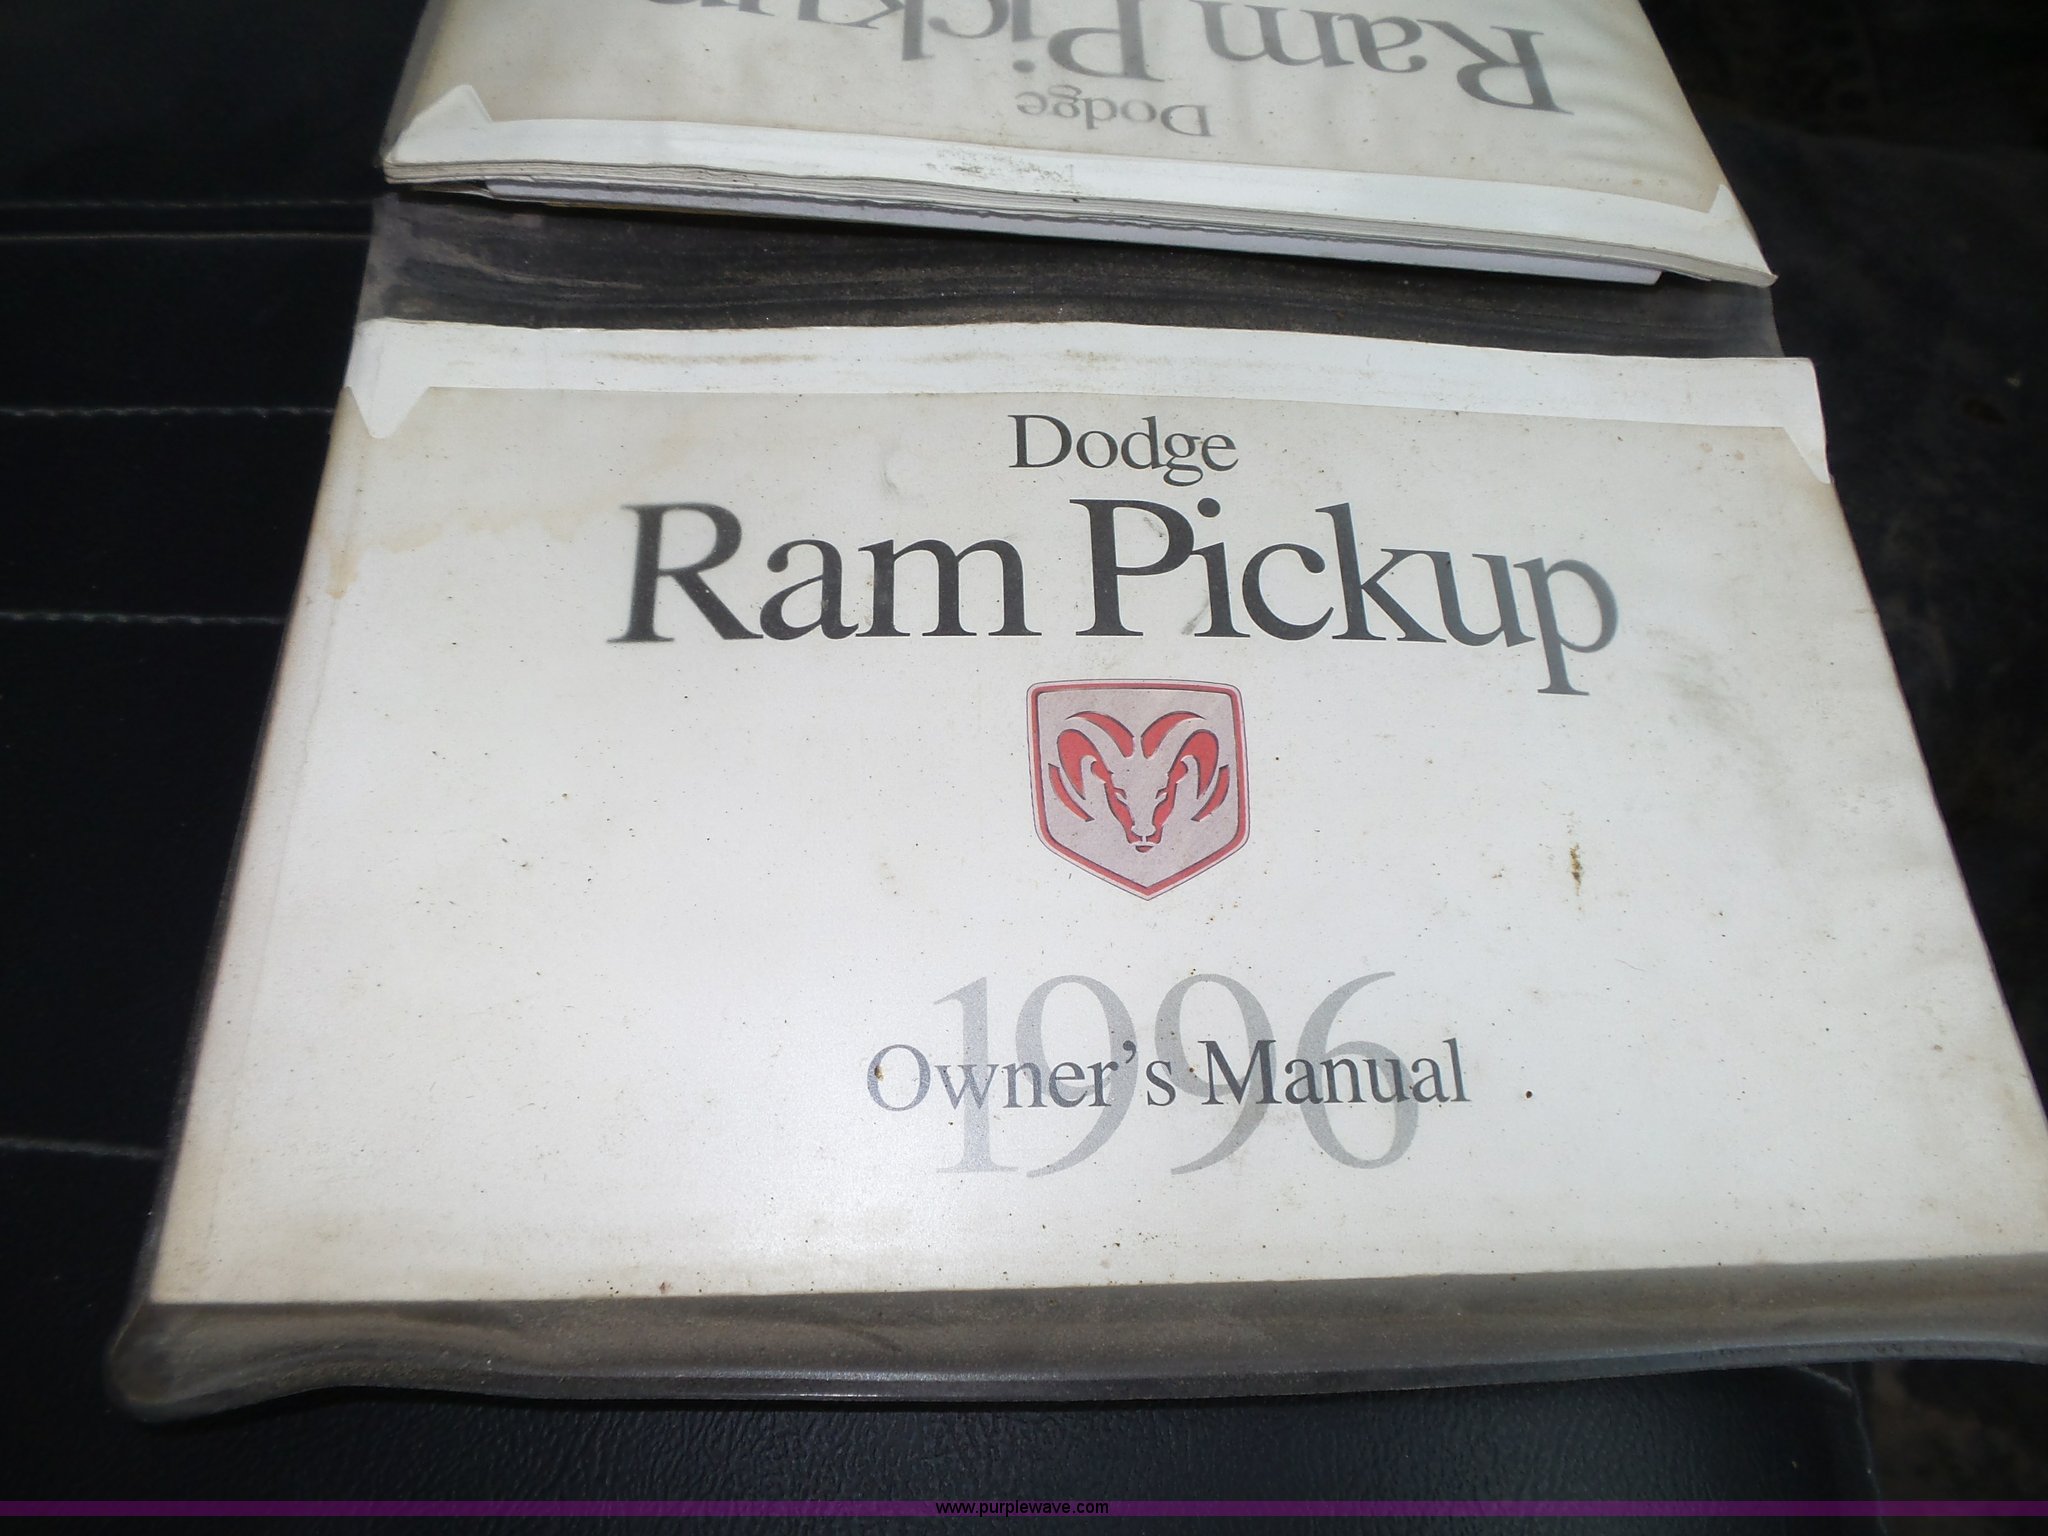 Ram Pickup
Dodge
Dodge
Ram Pickup
1996
Owner's Manual
www.purplewave.com